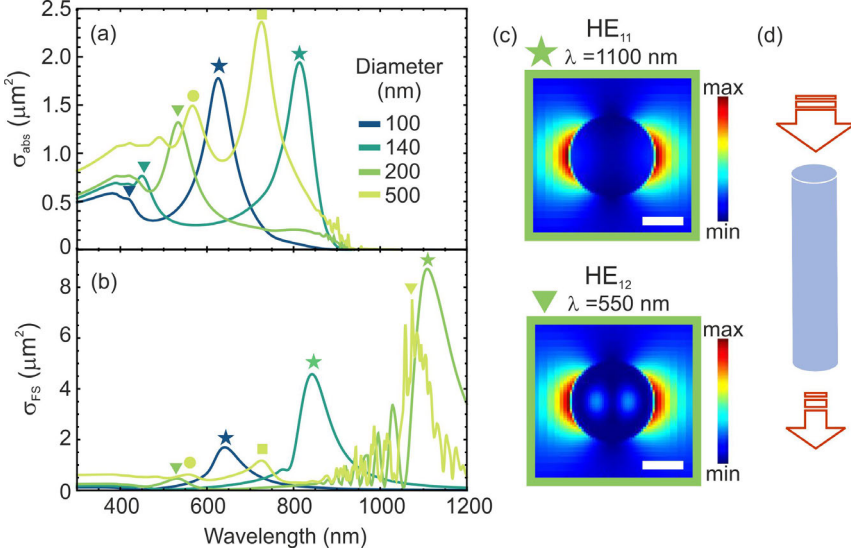 (a)
2.5
2.0
1.5
1.0
0.5
0
σabs (μm²)
Diameter
(nm)
100
140
200
500
(b)
8
6
4
2
0
σFS (μm²)
400 600 800 1000 1200
Wavelength (nm)
(c)
HE₁₁
λ =1100 nm
max
min
HE₁₂
λ =550 nm
max
min
(d)